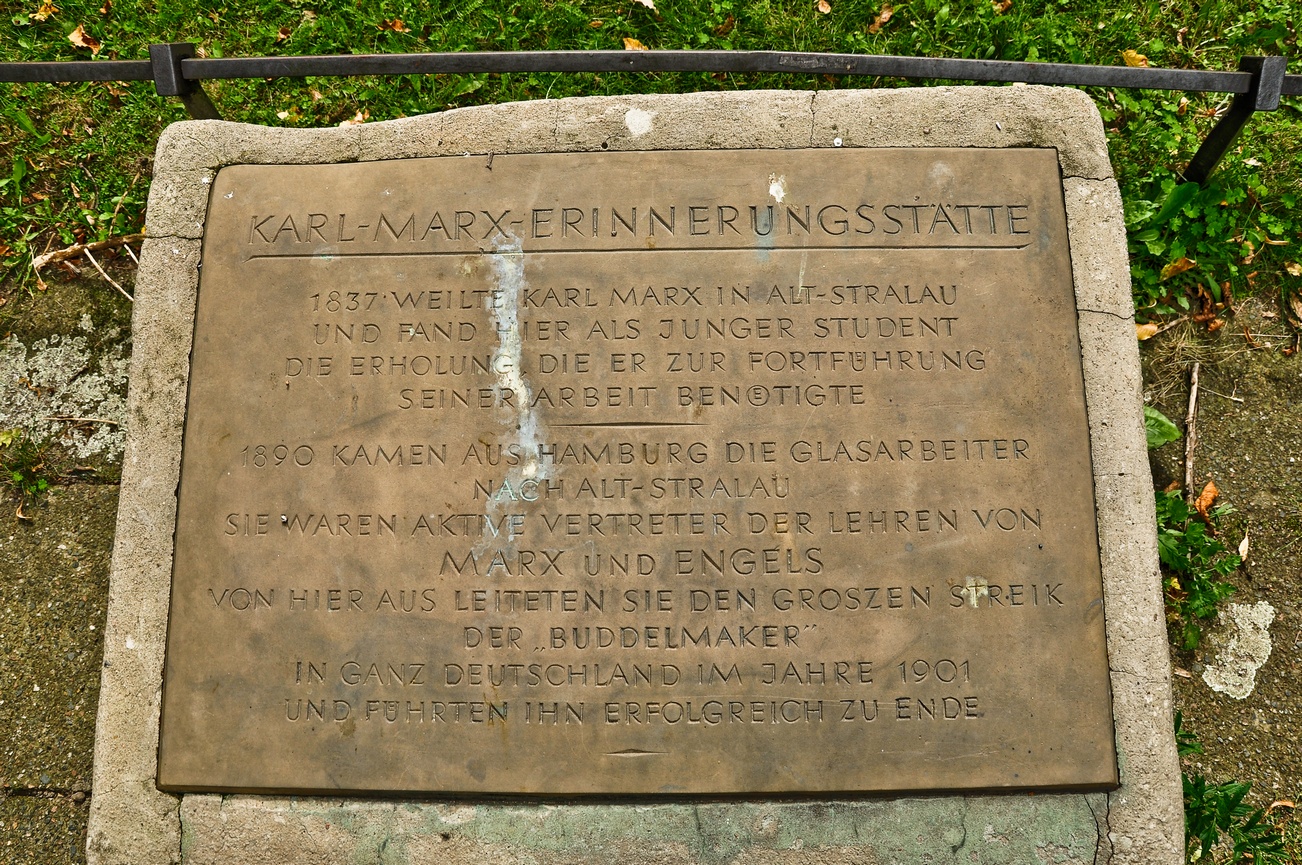 KARL-MARX-ERINNERUNGSSTÄTTE
1837 WEILTE KARL MARX IN ALT-STRALAU
UND FAND HIER ALS JUNGER STUDENT
DIE ERHOLUNG, DIE ER ZUR FORTFÜHRUNG
SEINER ARBEIT BENÖTIGTE.
1890 KAMEN AUS HAMBURG DIE GLASARBEITER
NACH ALT-STRALAU
SIE WAREN AKTIVE VERTRETER DER LEHREN VON
MARX UND ENGELS
VON HIER AUS LEITETEN SIE DEN GROSZEN STREIK
DER „BUDDELMAKER“
IN GANZ DEUTSCHLAND IM JAHRE 1901
UND FÜHRTEN IHN ERFOLGREICH ZU ENDE.